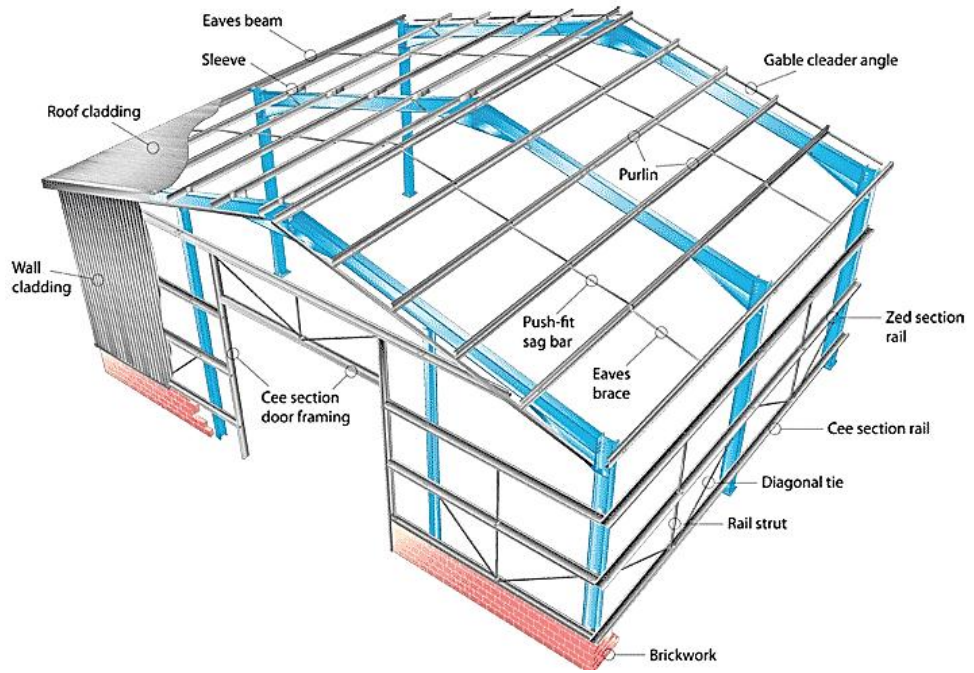 Eaves beam
Sleeve
Gable cleader angle
Roof cladding
Purlin
Wall
cladding
Push-fit
sag bar
Zed section
rail
Eaves
brace
Cee section
door framing
Cee section rail
Diagonal tie
Rail strut
Brickwork